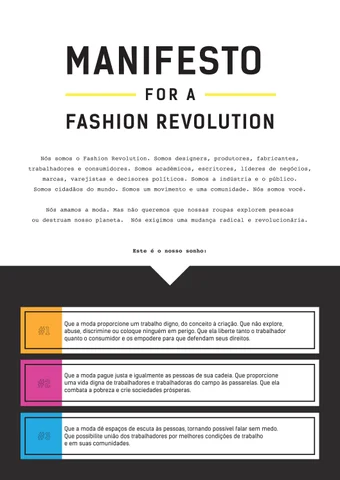 MANIFESTO
FOR A
FASHION REVOLUTION
Nós somos o Fashion Revolution. Somos designers, produtores, fabricantes,
trabalhadores e consumidores. Somos acadêmicos, escritores, líderes de negócios,
marcas, varejistas e decisores políticos. Somos a indústria e o público.
Somos cidadãos do mundo. Somos um movimento e uma comunidade. Nós somos você.
Nós amamos a moda. Mas não queremos que nossas roupas explorem pessoas
ou destruam nosso planeta. Nós exigimos uma mudança radical e revolucionária.
Este é o nosso sonho:
#1
Que a moda proporcione um trabalho digno, do conceito à criação. Que não explore,
abuse, discrimine ou coloque ninguém em perigo. Que ela liberte tanto o trabalhador
quanto o consumidor e os empodere para que defendam seus direitos.
#2
Que a moda pague justa e igualmente as pessoas de sua cadeia. Que proporcione
uma vida digna de trabalhadores e trabalhadoras do campo às passarelas. Que ela
combata a pobreza e crie sociedades prósperas.
#3
Que a moda dê espaços de escuta às pessoas, tornando possível falar sem medo.
Que possibilite união dos trabalhadores por melhores condições de trabalho
e em suas comunidades.